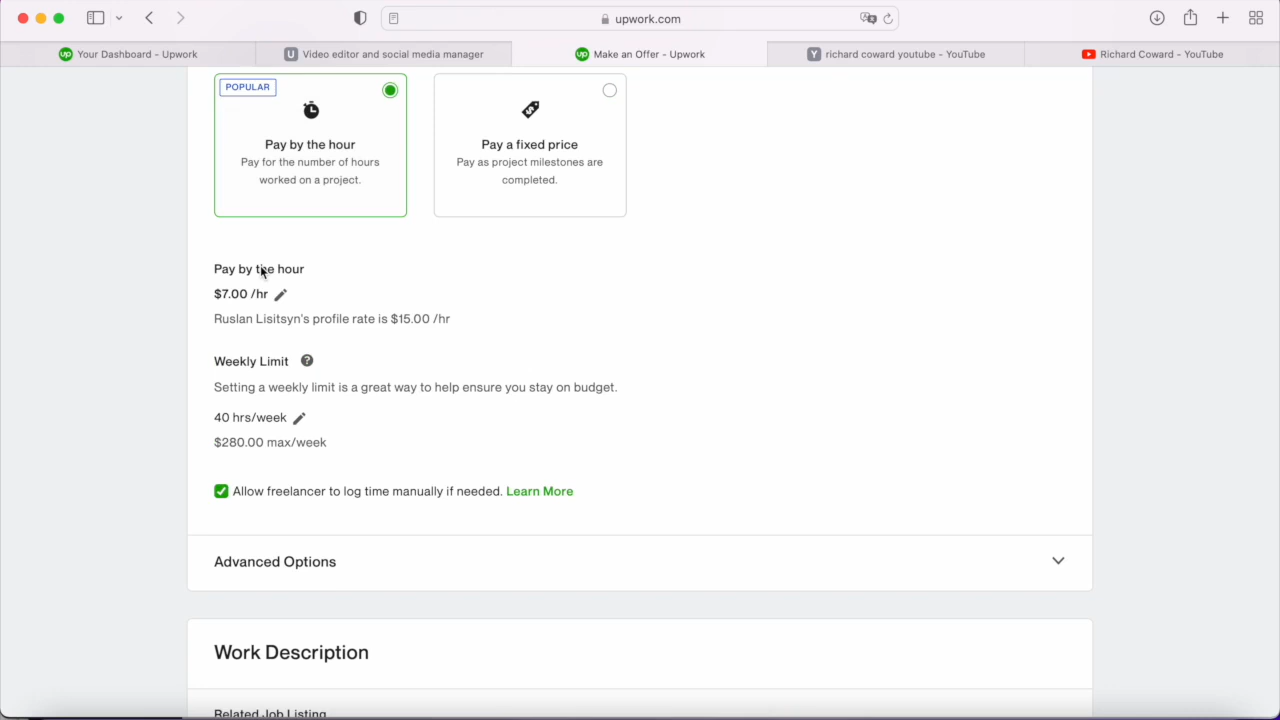 upwork.com
Your Dashboard - Upwork
Video editor and social media manager
Make an Offer - Upwork
richard coward youtube - YouTube
Richard Coward - YouTube
POPULAR
Pay by the hour
Pay for the number of hours
worked on a project.
Pay a fixed price
Pay as project milestones are
completed.
Pay by the hour
$7.00 /hr
Ruslan Lisitsyn's profile rate is $15.00 /hr
Weekly Limit
Setting a weekly limit is a great way to help ensure you stay on budget.
40 hrs/week
$280.00 max/week
Allow freelancer to log time manually if needed. Learn More
Advanced Options
Work Description
Related Job Listing